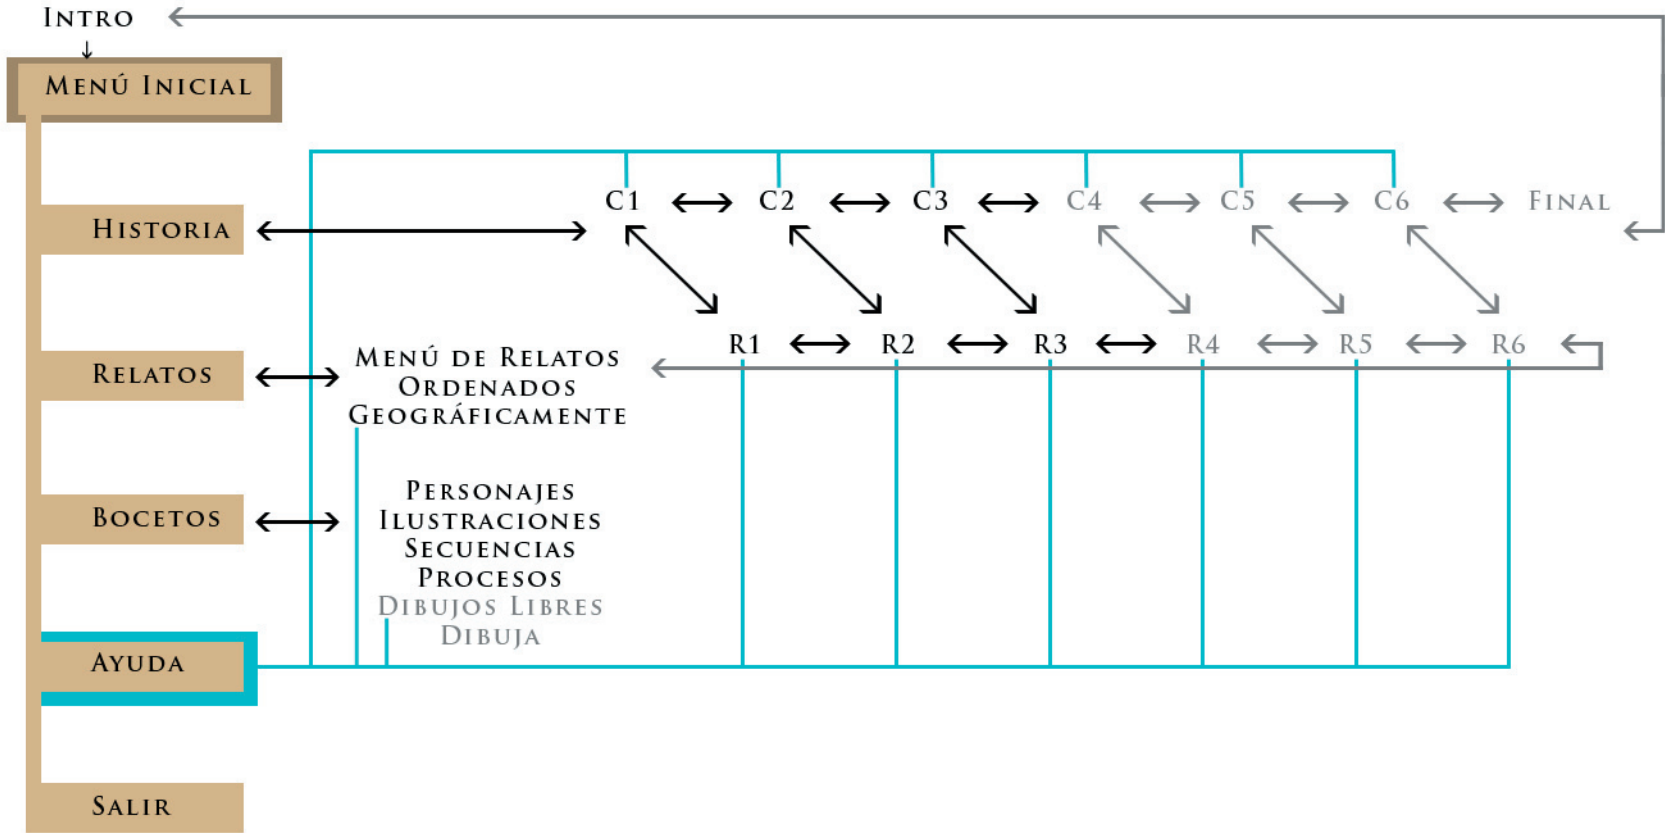 Intro
Menú Inicial
C1 C2 C3 C4 C5 C6 Final
Historia
R1 R2 R3 R4 R5 R6
Relatos
Menú de Relatos
Ordenados
Geográficamente
Bocetos
Personajes
Ilustraciones
Secuencias
Procesos
Dibujos Libres
Dibuja
Ayuda
Salir